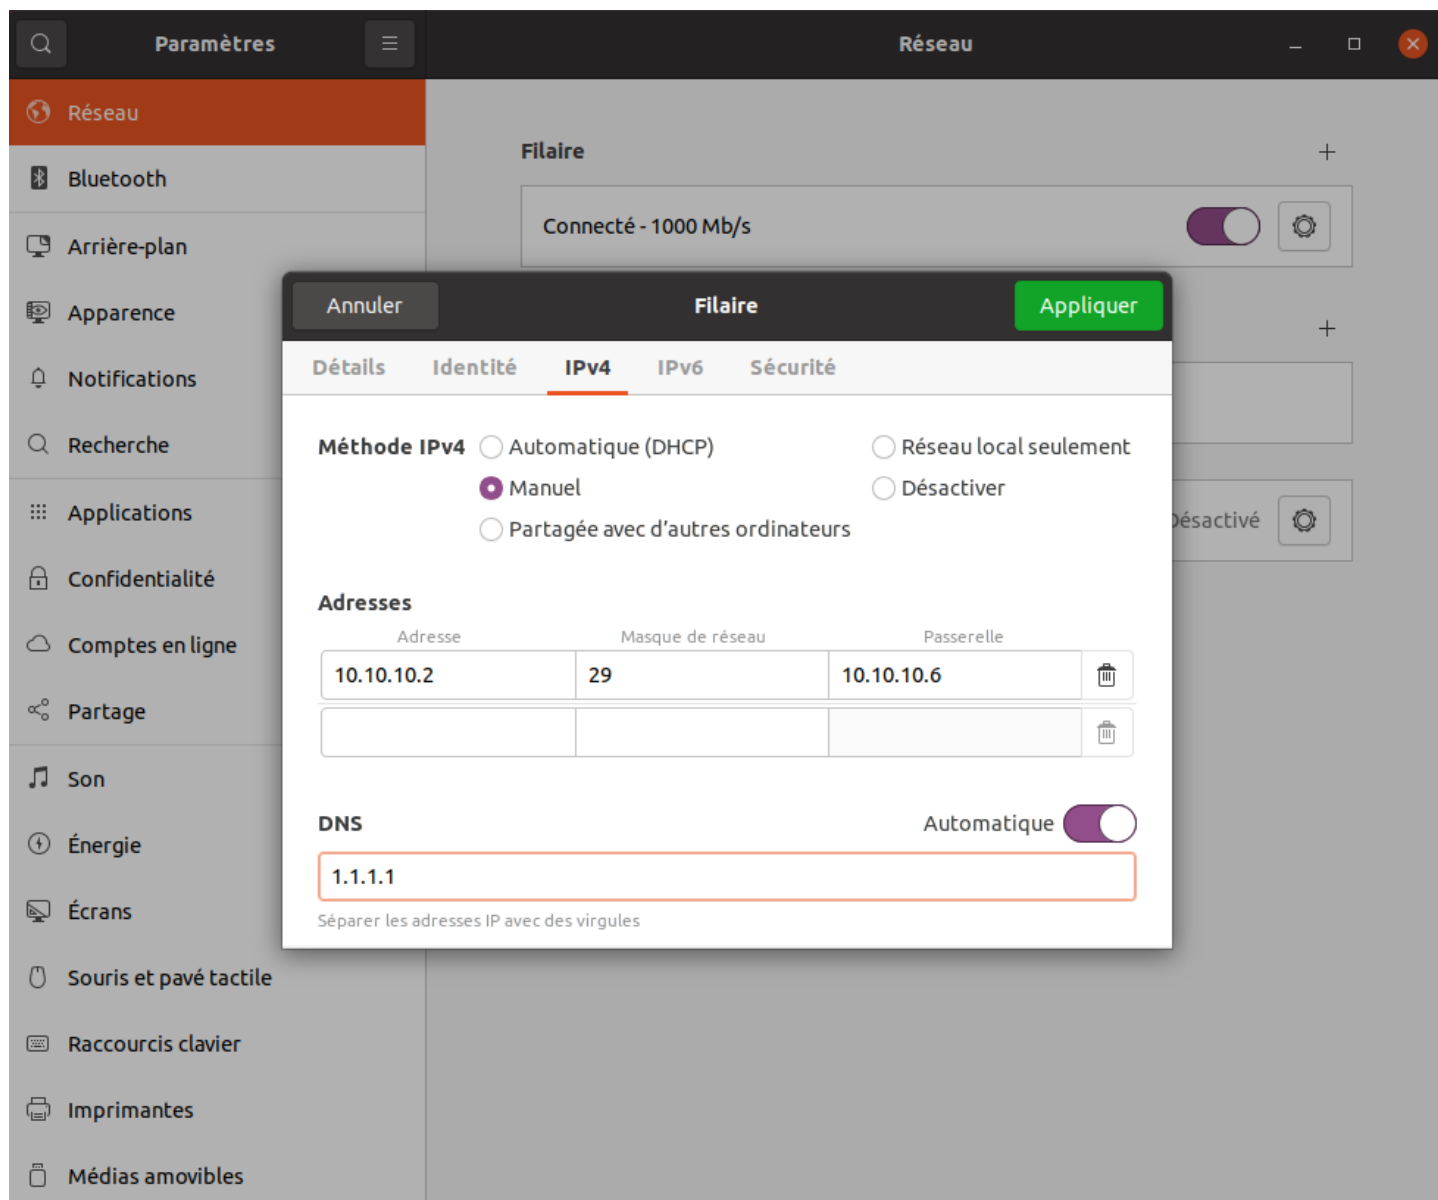 Paramètres
Réseau
Réseau
Bluetooth
Arrière-plan
Apparence
Notifications
Recherche
Applications
Confidentialité
Comptes en ligne
Partage
Son
Énergie
Écrans
Souris et pavé tactile
Raccourcis clavier
Imprimantes
Médias amovibles
Filaire
Connecté - 1000 Mb/s
Désactivé
Annuler
Filaire
Appliquer
Détails Identité IPv4 IPv6 Sécurité
Méthode IPv4 Automatique (DHCP) Réseau local seulement
Manuel Désactiver
Partagée avec d'autres ordinateurs
Adresses
Adresse Masque de réseau Passerelle
10.10.10.2 29 10.10.10.6
DNS Automatique
1.1.1.1
Séparer les adresses IP avec des virgules